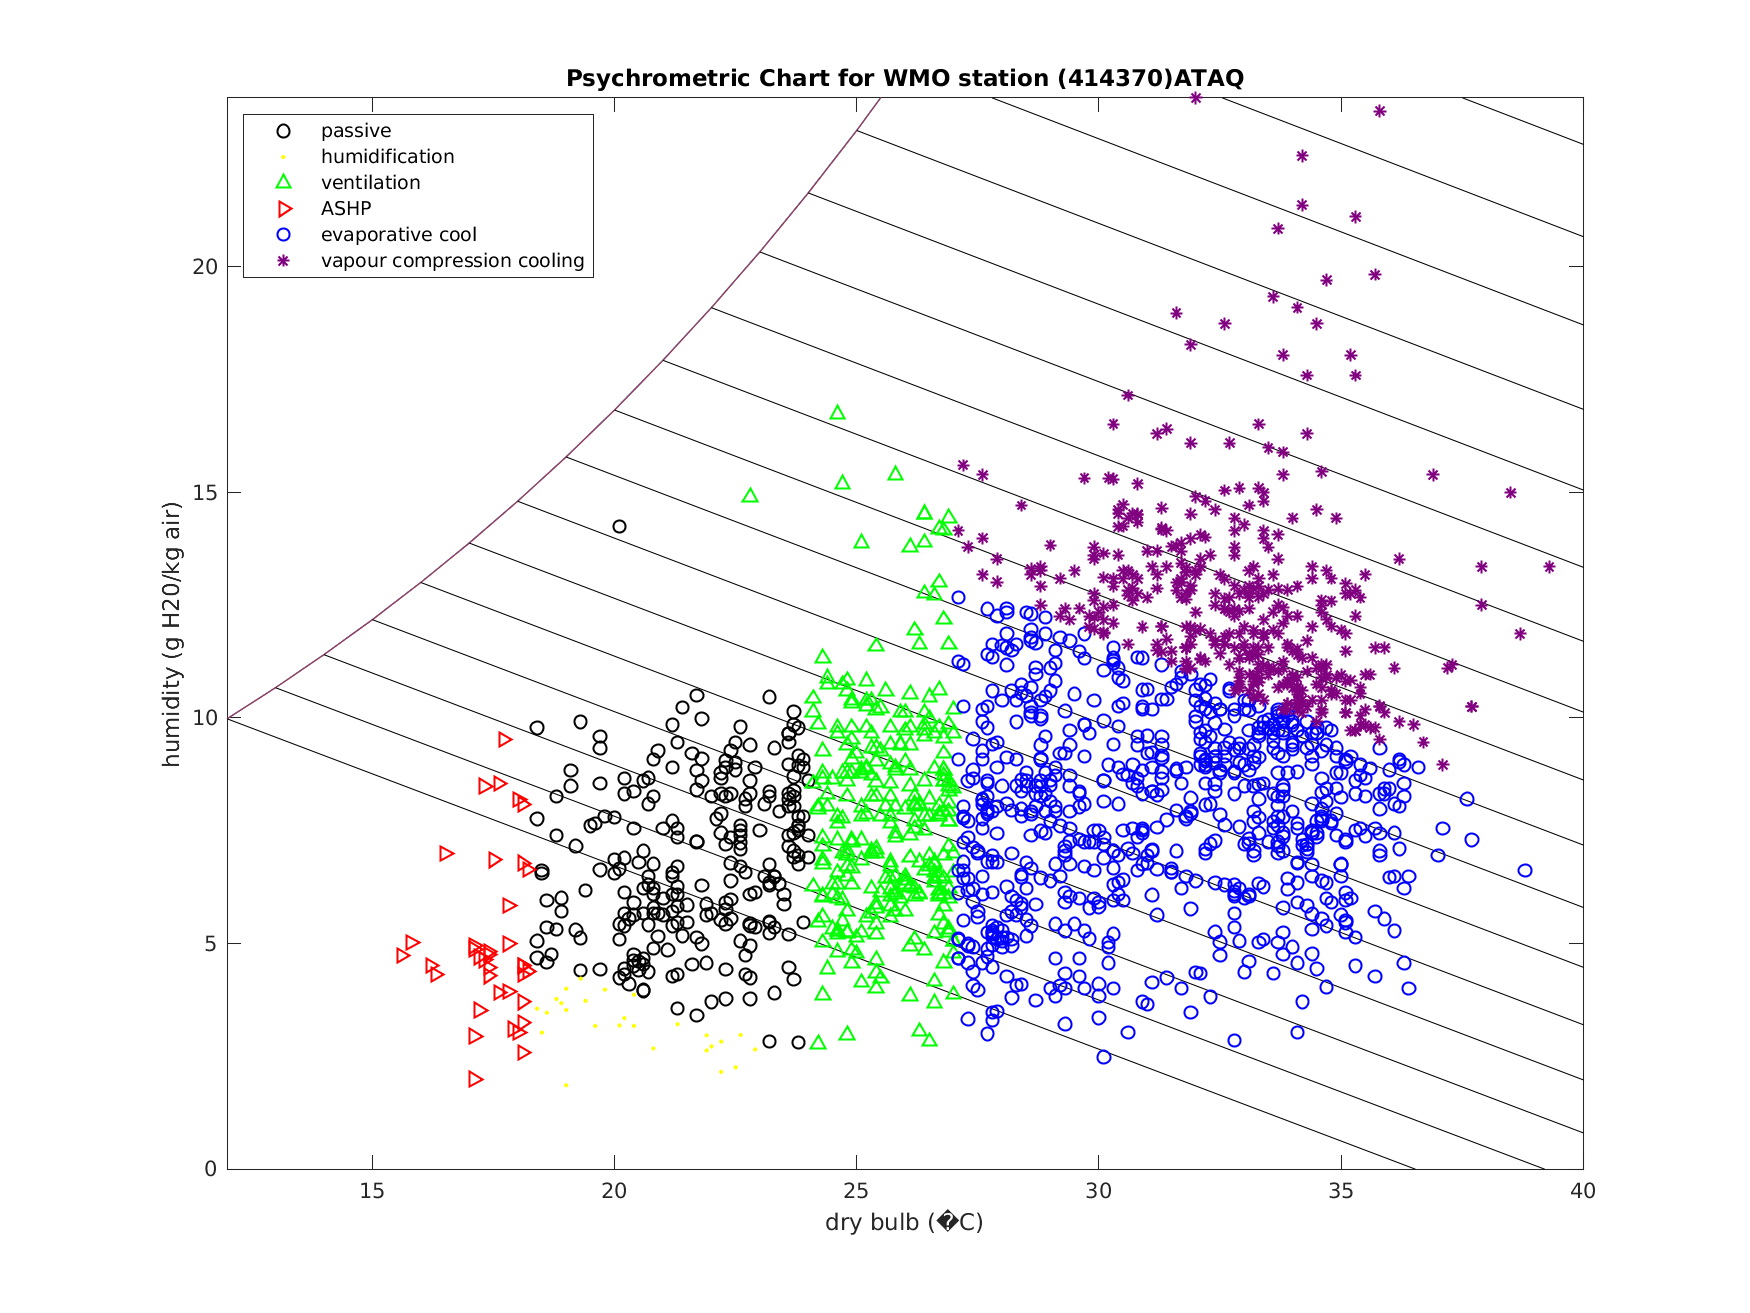 Psychrometric Chart for WMO station (414370)ATAQ
passive
humidification
ventilation
ASHP
evaporative cool
vapour compression cooling
humidity (g H20/kg air)
20
15
10
5
0
15 20 25 30 35 40
dry bulb (�C)